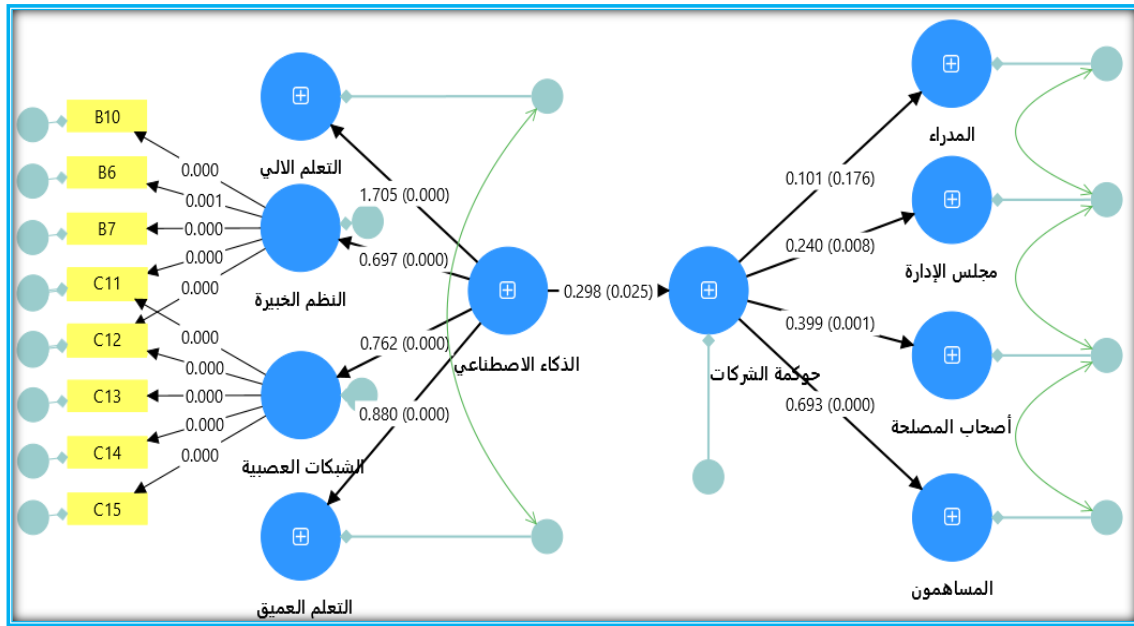 B10
B6
B7
C11
C12
C13
C14
C15
0.000
0.001
0.000
0.000
0.000
0.000
0.000
0.000
0.000
0.000
التعلم الالي
النظم الخبيرة
الشبكات العصبية
التعلم العميق
1.705 (0.000)
0.697 (0.000)
0.762 (0.000)
0.880 (0.000)
الذكاء الاصطناعي
0.298 (0.025)
حوكمة الشركات
0.101 (0.176)
0.240 (0.008)
0.399 (0.001)
0.693 (0.000)
المدراء
مجلس الإدارة
أصحاب المصلحة
المساهمون